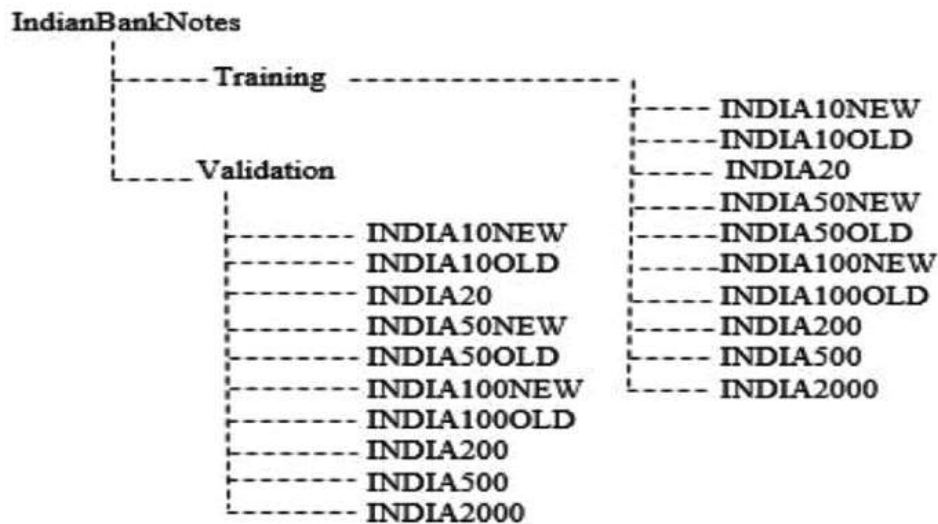 IndianBankNotes
Training
INDIA10NEW
INDIA10OLD
INDIA20
INDIA50NEW
INDIA50OLD
INDIA100NEW
INDIA100OLD
INDIA200
INDIA500
INDIA2000
Validation
INDIA10NEW
INDIA10OLD
INDIA20
INDIA50NEW
INDIA50OLD
INDIA100NEW
INDIA100OLD
INDIA200
INDIA500
INDIA2000